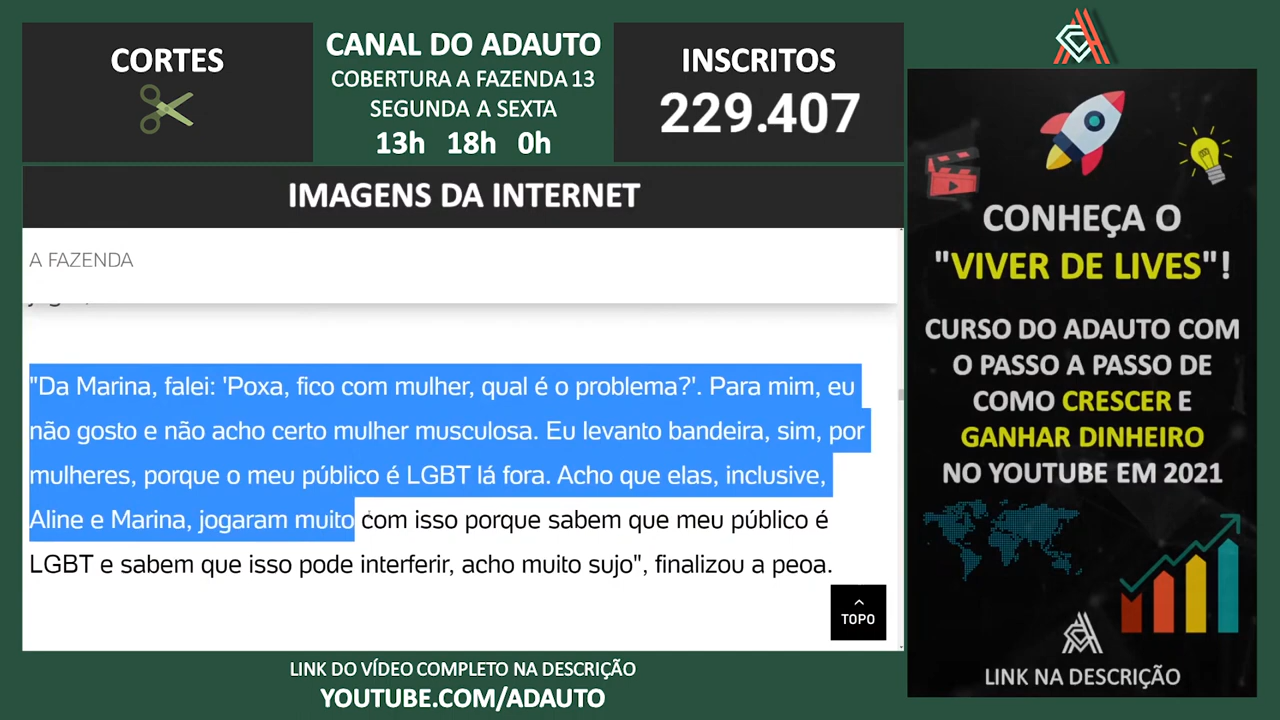 CORTES
CANAL DO ADAUTO
COBERTURA A FAZENDA 13
SEGUNDA A SEXTA
13h 18h 0h
INSCRITOS
229.407
IMAGENS DA INTERNET
A FAZENDA
"Da Marina, falei: 'Poxa, fico com mulher, qual é o problema?'. Para mim, eu
não gosto e não acho certo mulher musculosa. Eu levanto bandeira, sim, por
mulheres, porque o meu público é LGBT lá fora. Acho que elas, inclusive,
Aline e Marina, jogaram muito com isso porque sabem que meu público é
LGBT e sabem que isso pode interferir, acho muito sujo", finalizou a peoa.
TOPO
LINK DO VÍDEO COMPLETO NA DESCRIÇÃO
YOUTUBE.COM/ADAUTO
CONHEÇA O
"VIVER DE LIVES"!
CURSO DO ADAUTO COM
O PASSO A PASSO DE
COMO CRESCER E
GANHAR DINHEIRO
NO YOUTUBE EM 2021
LINK NA DESCRIÇÃO